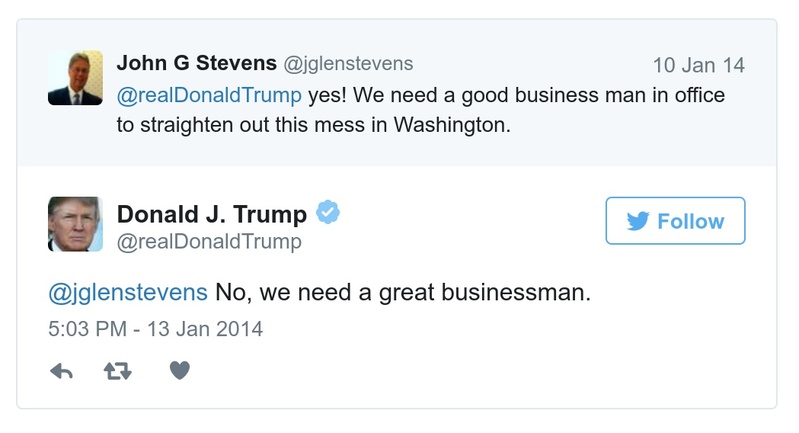 John G Stevens @jglenstevens 10 Jan 14
@realDonaldTrump yes! We need a good business man in office
to straighten out this mess in Washington.
Donald J. Trump
Follow
@realDonaldTrump
@jglenstevens No, we need a great businessman.
5:03 PM - 13 Jan 2014